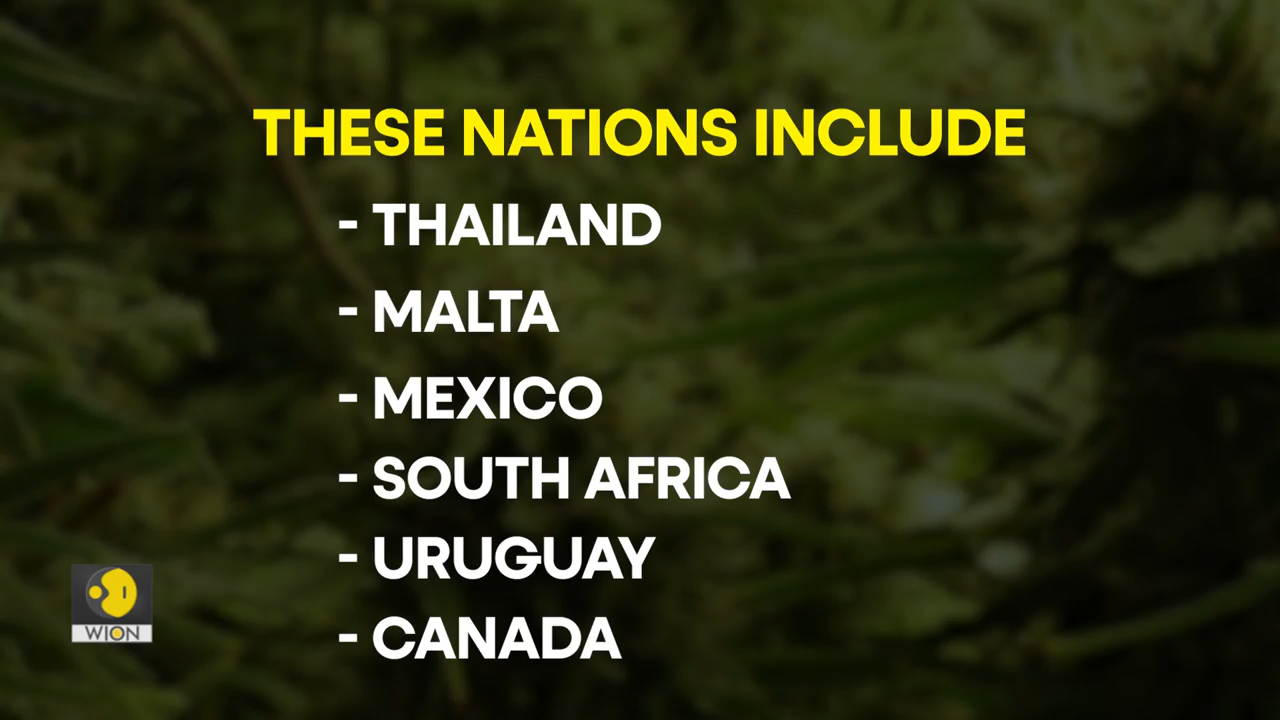 THESE NATIONS INCLUDE
- THAILAND
- MALTA
- MEXICO
- SOUTH AFRICA
- URUGUAY
- CANADA
WION